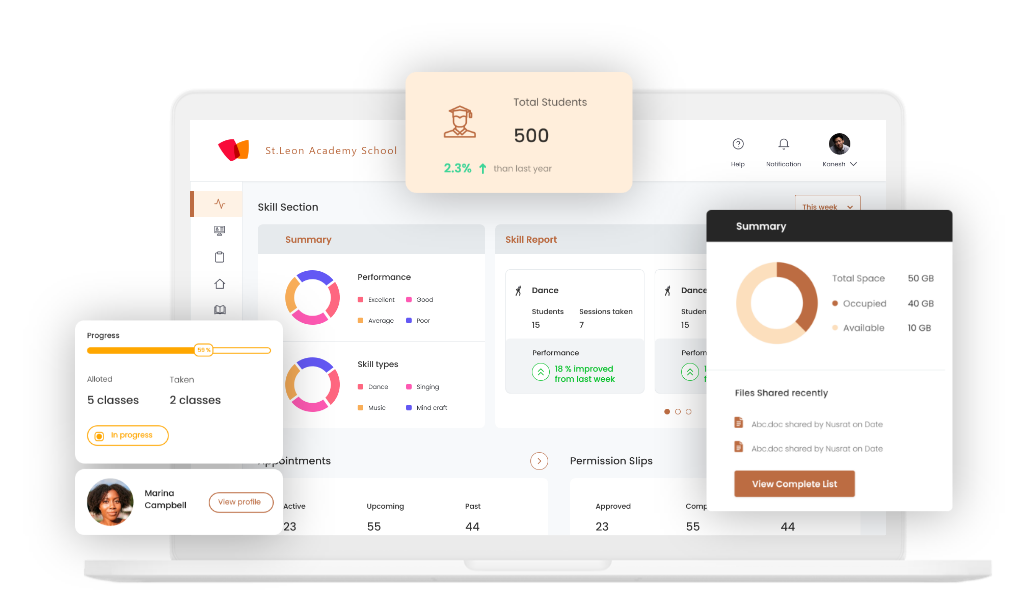 Total Students
500
2.3% than last year
St.Leon Academy School
Help
Notification
Kanesh
Skill Section
This week
Summary
Performance
Excellent Good
Average Poor
Skill types
Dance Singing
Music Mind craft
Skill Report
Dance
Students Sessions taken
15 7
Performance
18 % improved
from last week
Dance
Studen
15
Perform
1
f
Summary
Total Space 50 GB
Occupied 40 GB
Available 10 GB
Files Shared recently
Abc.doc shared by Nusrat on Date
Abc.doc shared by Nusrat on Date
View Complete List
Progress
55 %
Alloted Taken
5 classes 2 classes
In progress
Marina
Campbell
View profile
Appointments
Active Upcoming Past
23 55 44
Permission Slips
Approved Comp
23 55 44